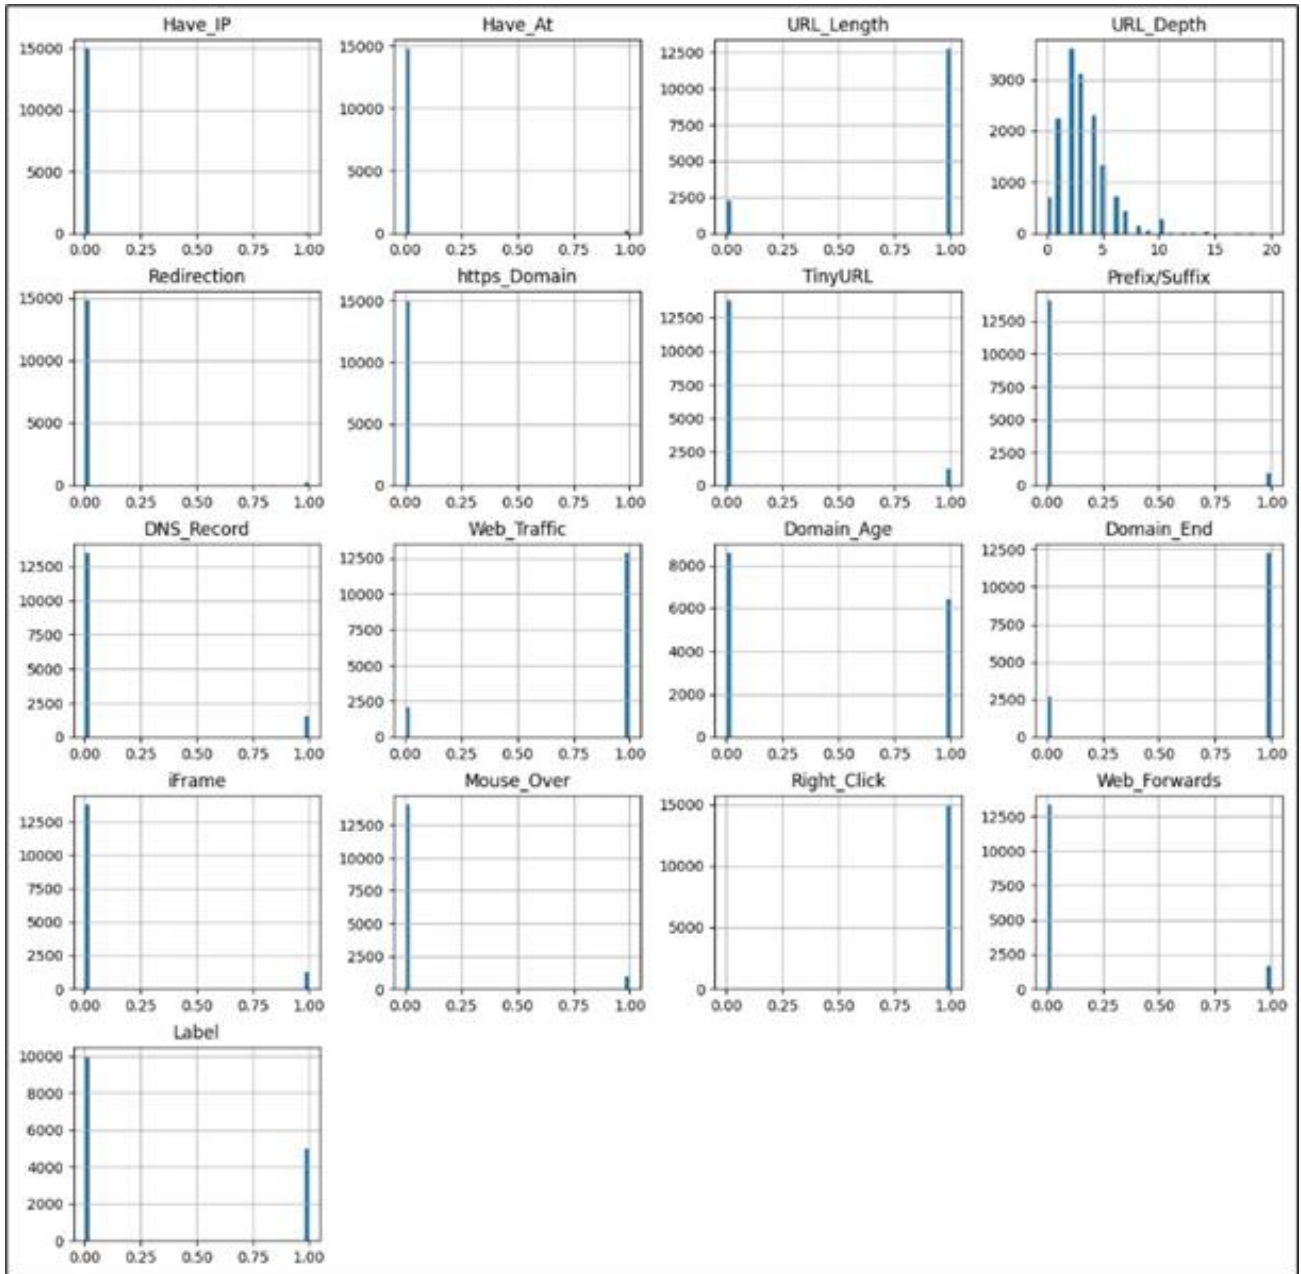 Have_IP Have_At URL_Length URL_Depth
15000 15000 12500
10000 3000
10000 10000 7500 2000
5000 5000 5000 1000
2500
0 0 0 0
0.00 0.25 0.50 0.75 1.00 0.00 0.25 0.50 0.75 1.00 0.00 0.25 0.50 0.75 1.00 0 5 10 15 20
Redirection https_Domain TinyURL Prefix/Suffix
15000 15000 12500 12500
10000 10000 10000 10000
7500 7500
5000 5000 5000 5000
2500 2500
0 0 0 0
0.00 0.25 0.50 0.75 1.00 0.00 0.25 0.50 0.75 1.00 0.00 0.25 0.50 0.75 1.00 0.00 0.25 0.50 0.75 1.00
DNS_Record Web_Traffic Domain_Age Domain_End
12500 12500 8000 12500
10000 10000 6000 10000
7500 7500 4000 7500
5000 5000 5000
2500 2500 2000 2500
0 0 0 0
0.00 0.25 0.50 0.75 1.00 0.00 0.25 0.50 0.75 1.00 0.00 0.25 0.50 0.75 1.00 0.00 0.25 0.50 0.75 1.00
iFrame Mouse_Over Right_Click Web_Forwards
12500 12500 15000 12500
10000 10000 10000 10000
7500 7500 7500
5000 5000 5000 5000
2500 2500 2500
0 0 0 0
0.00 0.25 0.50 0.75 1.00 0.00 0.25 0.50 0.75 1.00 0.00 0.25 0.50 0.75 1.00 0.00 0.25 0.50 0.75 1.00
Label
10000
8000
6000
4000
2000
0
0.00 0.25 0.50 0.75 1.00